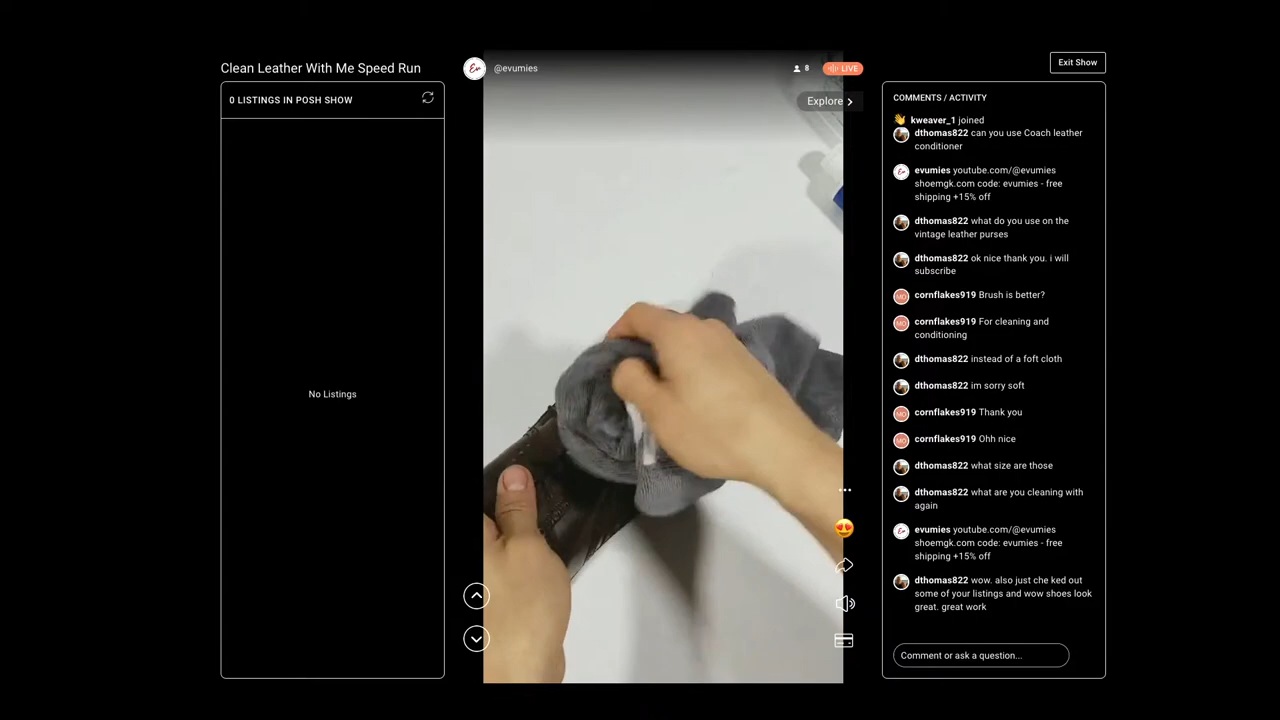 Clean Leather With Me Speed Run
0 LISTINGS IN POSH SHOW
No Listings
Ev
@evumies
8
LIVE
Explore
Exit Show
COMMENTS / ACTIVITY
kweaver_1 joined
dthomas822 can you use Coach leather
conditioner
evumies youtube.com/@evumies
shoemgk.com code: evumies - free
shipping +15% off
dthomas822 what do you use on the
vintage leather purses
dthomas822 ok nice thank you. i will
subscribe
MO
cornflakes919 Brush is better?
MO
cornflakes919 For cleaning and
conditioning
dthomas822 instead of a foft cloth
dthomas822 im sorry soft
MO
cornflakes919 Thank you
MO
cornflakes919 Ohh nice
dthomas822 what size are those
dthomas822 what are you cleaning with
again
evumies youtube.com/@evumies
shoemgk.com code: evumies - free
shipping +15% off
dthomas822 wow. also just che ked out
some of your listings and wow shoes look
great. great work
Comment or ask a question...